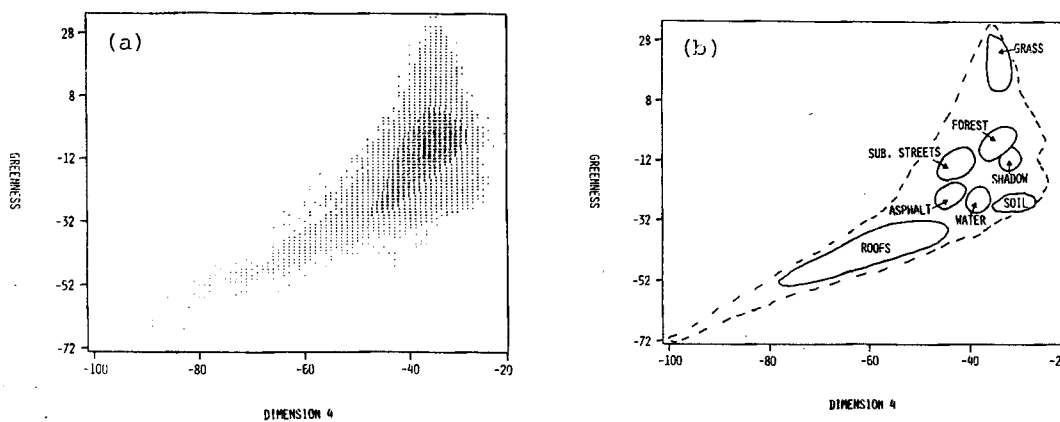 (a)
28
8
-12
-32
-52
-72
GREENNESS
-100
-80
-60
-40
-20
DIMENSION 4
(b)
28
8
-12
-32
-52
-72
GREENNESS
GRASS
FOREST
SUB. STREETS
SHADOW
ASPHALT
WATER
SOIL
ROOFS
-100
-80
-60
-40
-2
DIMENSION 4